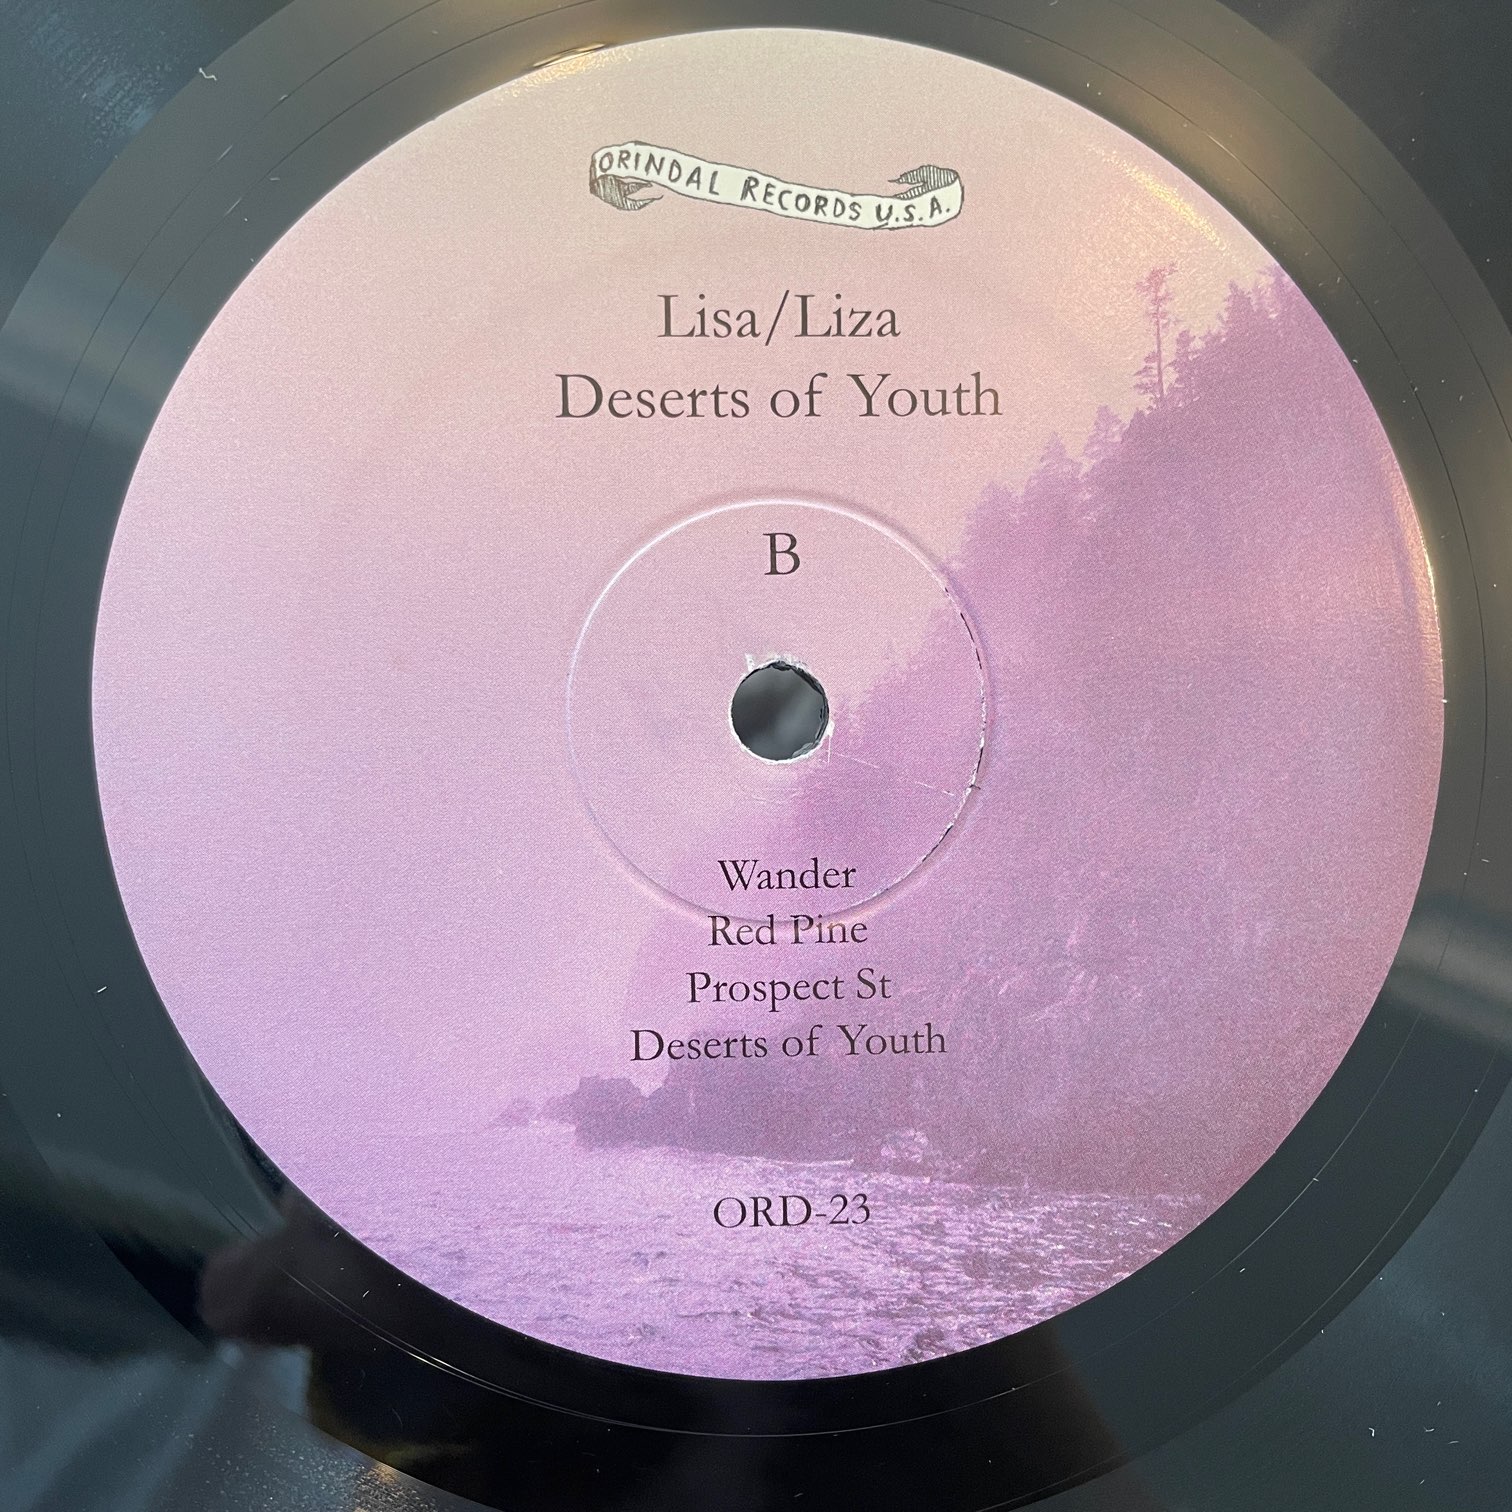 ORINDAL RECORDS U.S.A.
Lisa/Liza
Deserts of Youth
B
Wander
Red Pine
Prospect St
Deserts of Youth
ORD-23